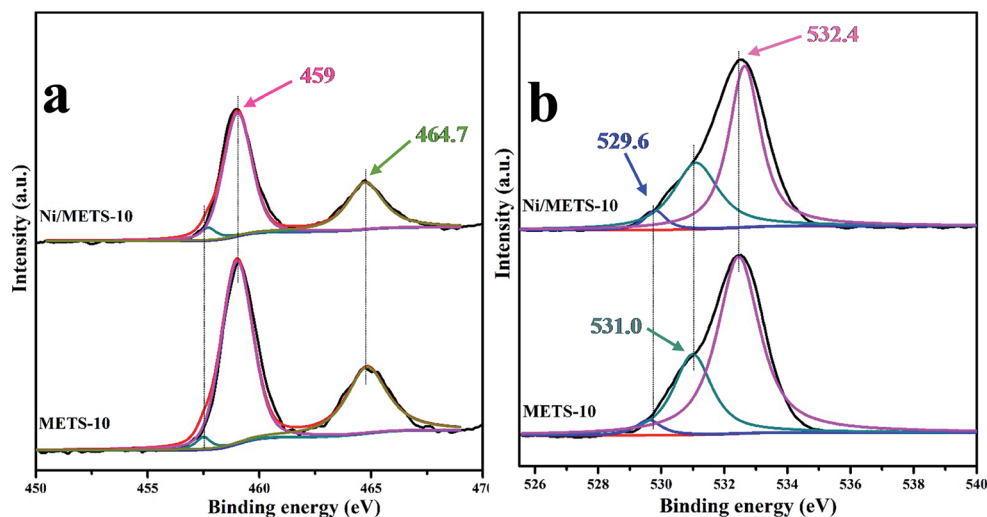 a
459
464.7
Ni/METS-10
METS-10
Intensity (a.u.)
450 455 460 465 470
Binding energy (eV)
b
532.4
529.6
Ni/METS-10
531.0
METS-10
Intensity (a.u.)
526 528 530 532 534 536 538 540
Binding energy (eV)